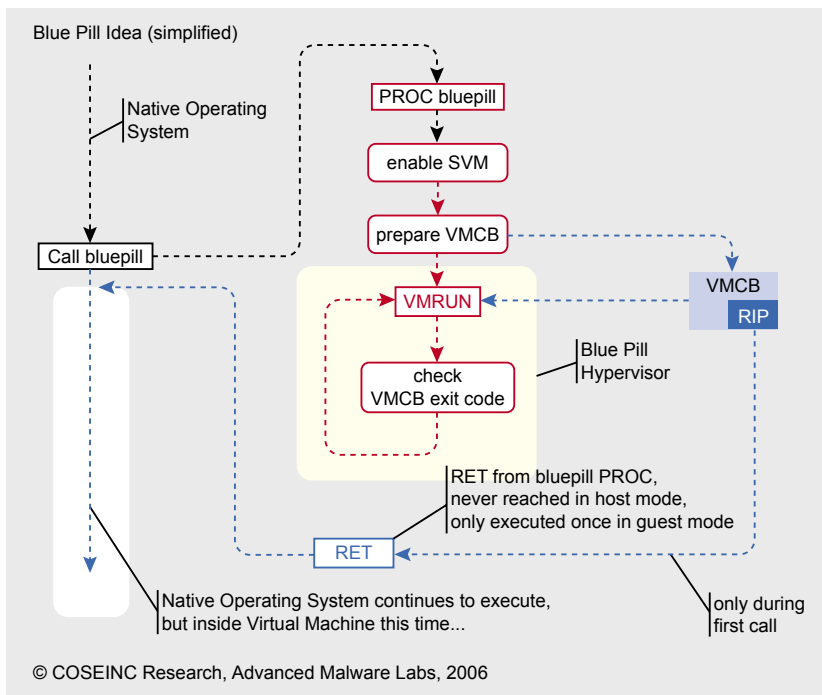 Blue Pill Idea (simplified)
Native Operating
System
PROC bluepill
enable SVM
prepare VMCB
Call bluepill
VMCB
RIP
VMRUN
check
VMCB exit code
Blue Pill
Hypervisor
RET from bluepill PROC,
never reached in host mode,
only executed once in guest mode
RET
Native Operating System continues to execute,
but inside Virtual Machine this time...
only during
first call
© COSEINC Research, Advanced Malware Labs, 2006